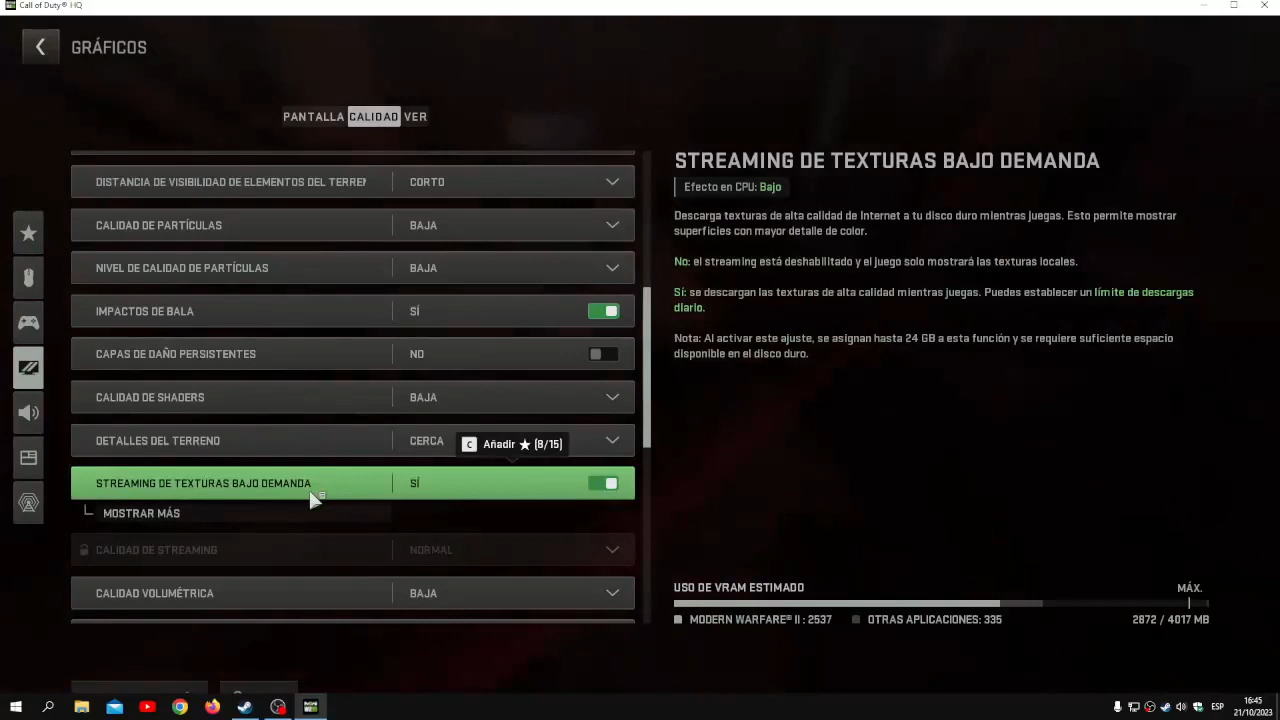 Call of Duty® HQ
GRÁFICOS
PANTALLA CALIDAD VER
DISTANCIA DE VISIBILIDAD DE ELEMENTOS DEL TERREN CORTO
CALIDAD DE PARTÍCULAS BAJA
NIVEL DE CALIDAD DE PARTÍCULAS BAJA
IMPACTOS DE BALA SÍ
CAPAS DE DAÑO PERSISTENTES NO
CALIDAD DE SHADERS BAJA
DETALLES DEL TERRENO CERCA
C Añadir ★ (8/15)
STREAMING DE TEXTURAS BAJO DEMANDA SÍ
MOSTRAR MÁS
CALIDAD DE STREAMING NORMAL
CALIDAD VOLUMÉTRICA BAJA
STREAMING DE TEXTURAS BAJO DEMANDA
Efecto en CPU: Bajo
Descarga texturas de alta calidad de Internet a tu disco duro mientras juegas. Esto permite mostrar
superficies con mayor detalle de color.
No: el streaming está deshabilitado y el juego solo mostrará las texturas locales.
Sí: se descargan las texturas de alta calidad mientras juegas. Puedes establecer un límite de descargas
diario.
Nota: Al activar este ajuste, se asignan hasta 24 GB a esta función y se requiere suficiente espacio
disponible en el disco duro.
USO DE VRAM ESTIMADO MÁX.
MODERN WARFARE® II : 2537 OTRAS APLICACIONES: 335 2872 / 4017 MB
ESP
16:45
21/10/2023